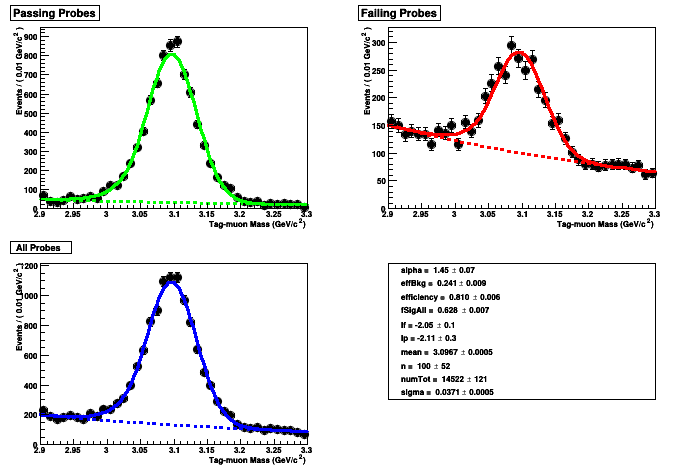 Passing Probes
Events / ( 0.01 GeV/c² )
900
800
700
600
500
400
300
200
100
0
2.9 2.95 3 3.05 3.1 3.15 3.2 3.25 3.3
Tag-muon Mass (GeV/c²)
Failing Probes
Events / ( 0.01 GeV/c² )
300
250
200
150
100
50
0
2.9 2.95 3 3.05 3.1 3.15 3.2 3.25 3.3
Tag-muon Mass (GeV/c²)
All Probes
Events / ( 0.01 GeV/c² )
1200
1000
800
600
400
200
0
2.9 2.95 3 3.05 3.1 3.15 3.2 3.25 3.3
Tag-muon Mass (GeV/c²)
alpha = 1.45 ± 0.07
effBkg = 0.241 ± 0.009
efficiency = 0.810 ± 0.006
fSigAll = 0.628 ± 0.007
lf = -2.05 ± 0.1
lp = -2.11 ± 0.3
mean = 3.0967 ± 0.0005
n = 100 ± 52
numTot = 14522 ± 121
sigma = 0.0371 ± 0.0005